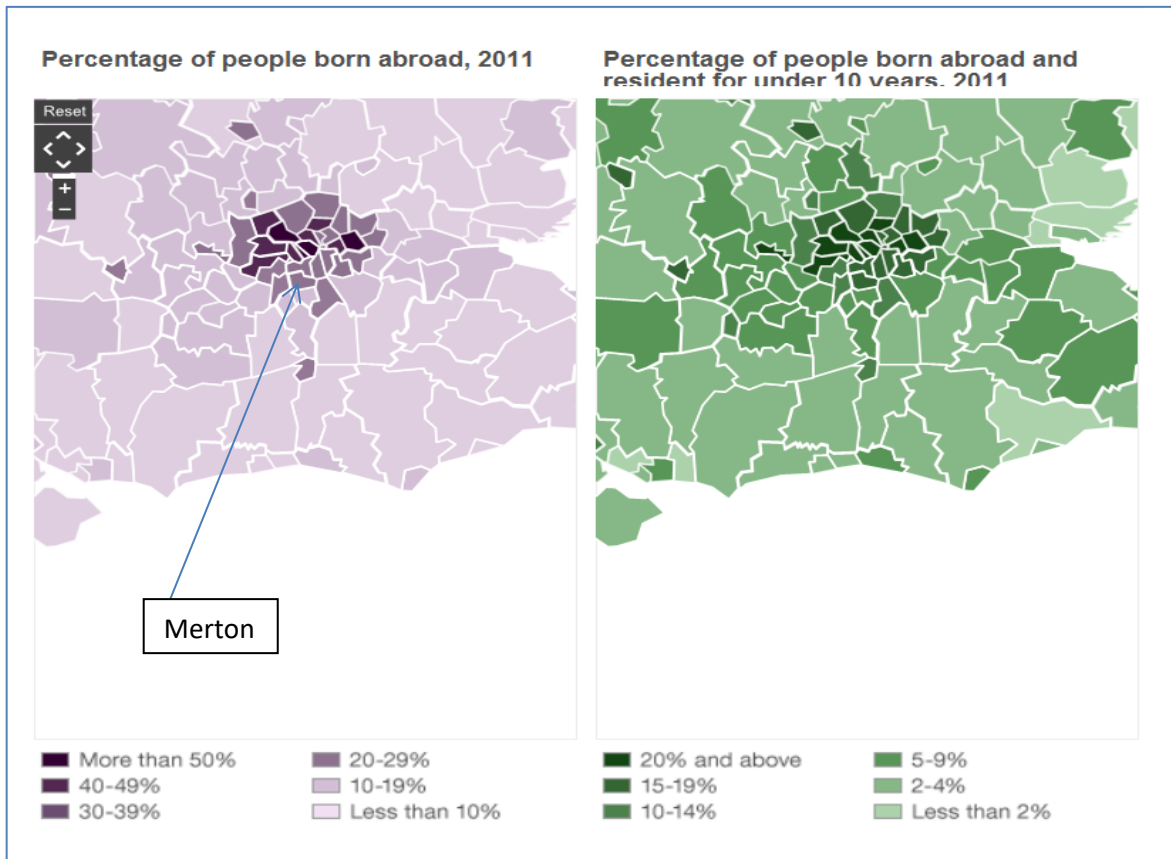 Percentage of people born abroad, 2011
Percentage of people born abroad and
resident for under 10 years, 2011
Reset
+
−
Merton
More than 50%
40-49%
30-39%
20-29%
10-19%
Less than 10%
20% and above
15-19%
10-14%
5-9%
2-4%
Less than 2%